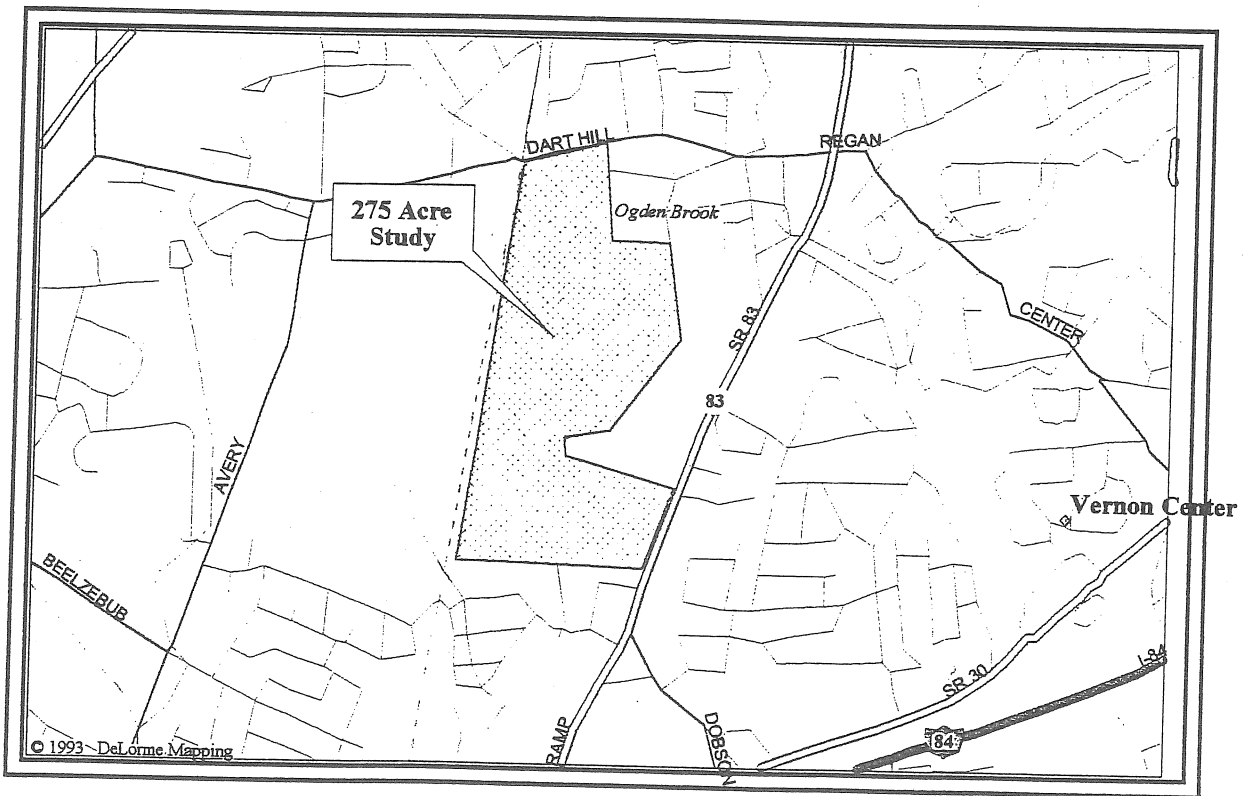 DART HILL
REGAN
275 Acre
Study
Ogden Brook
SR 83
CENTER
83
AVERY
Vernon Center
BEELZEBUB
I-84
SR 30
RAMP
DOBSON
84
© 1993 DeLorme Mapping